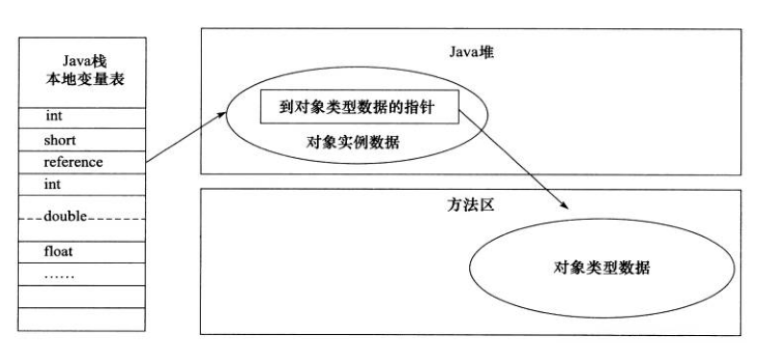 Java栈
本地变量表
int
short
reference
int
double
float
……
Java堆
到对象类型数据的指针
对象实例数据
方法区
对象类型数据